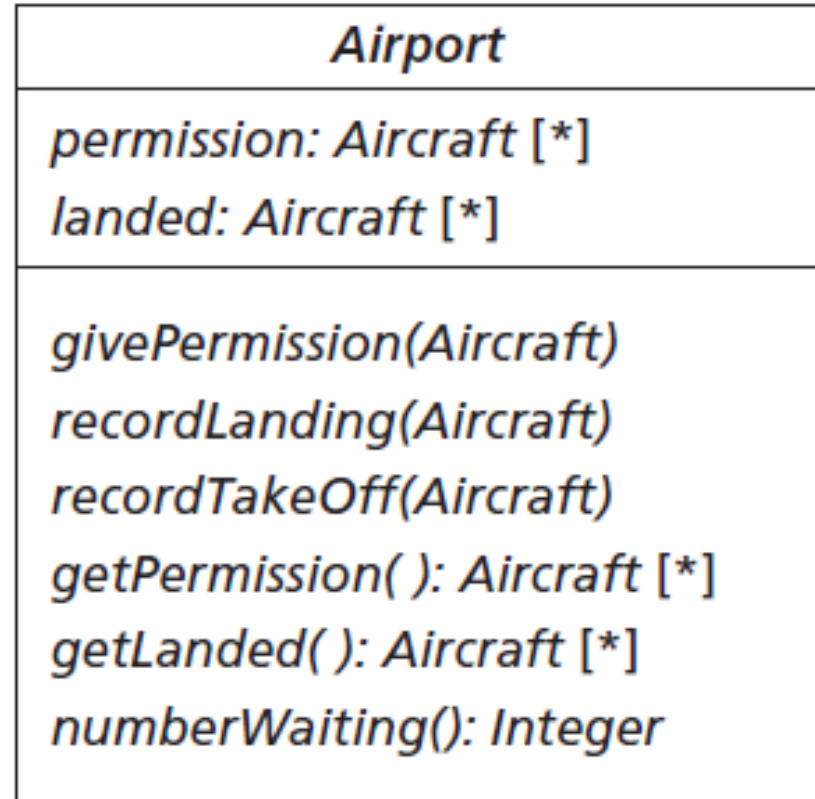 Airport
permission: Aircraft [*]
landed: Aircraft [*]
givePermission(Aircraft)
recordLanding(Aircraft)
recordTakeOff(Aircraft)
getPermission( ): Aircraft [*]
getLanded( ): Aircraft [*]
numberWaiting(): Integer